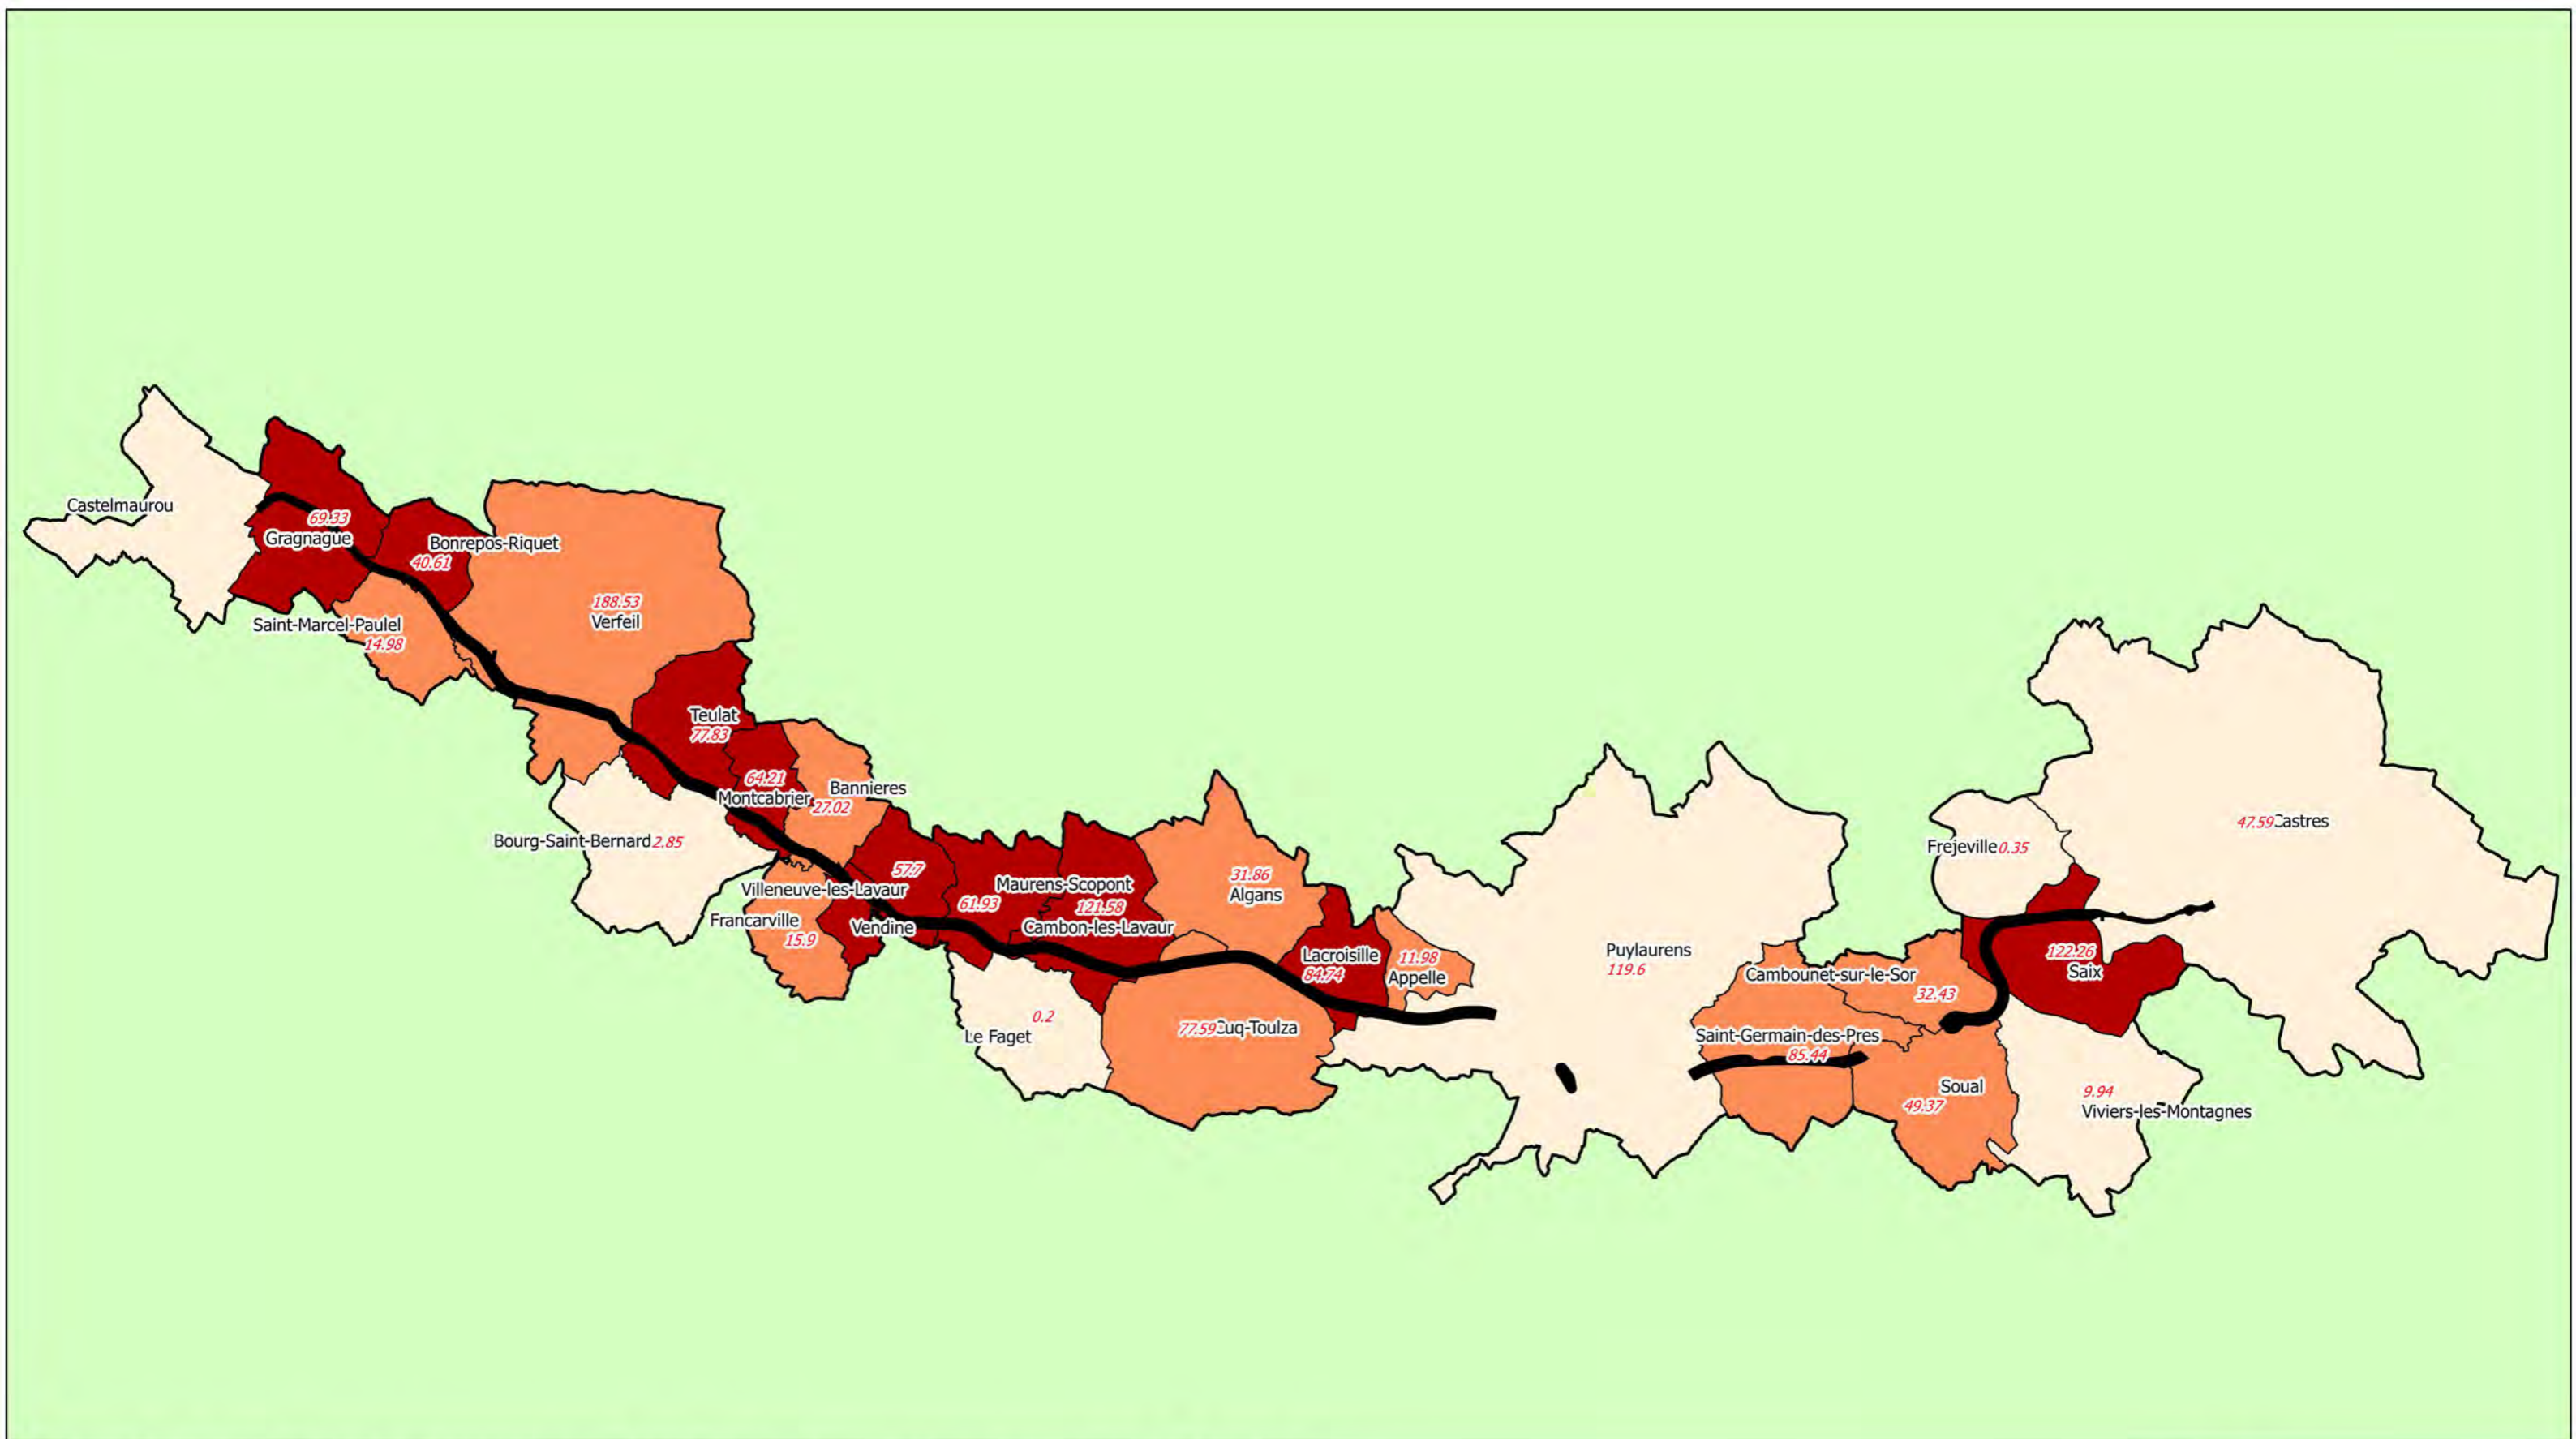 Castelmaurou
69.33
Gragnague
Bonrepos-Riquet
40.61
188.53
Verfeil
Saint-Marcel-Paulel
14.98
Teulat
77.83
64.21
Montcabrier
Bannieres
27.02
Bourg-Saint-Bernard 2.85
57.7
Villeneuve-les-Lavaur
Francarville
15.9
Vendine
61.93
Maurens-Scopont
121.58
Cambon-les-Lavaur
31.86
Algans
Lacroisille
84.74
11.98
Appelle
0.2
Le Faget
77.59 Cuq-Toulza
Puylaurens
119.6
Cambounet-sur-le-Sor
32.43
Saint-Germain-des-Pres
85.44
Soual
49.37
Frejeville 0.35
47.59 Castres
122.26
Saix
9.94
Viviers-les-Montagnes